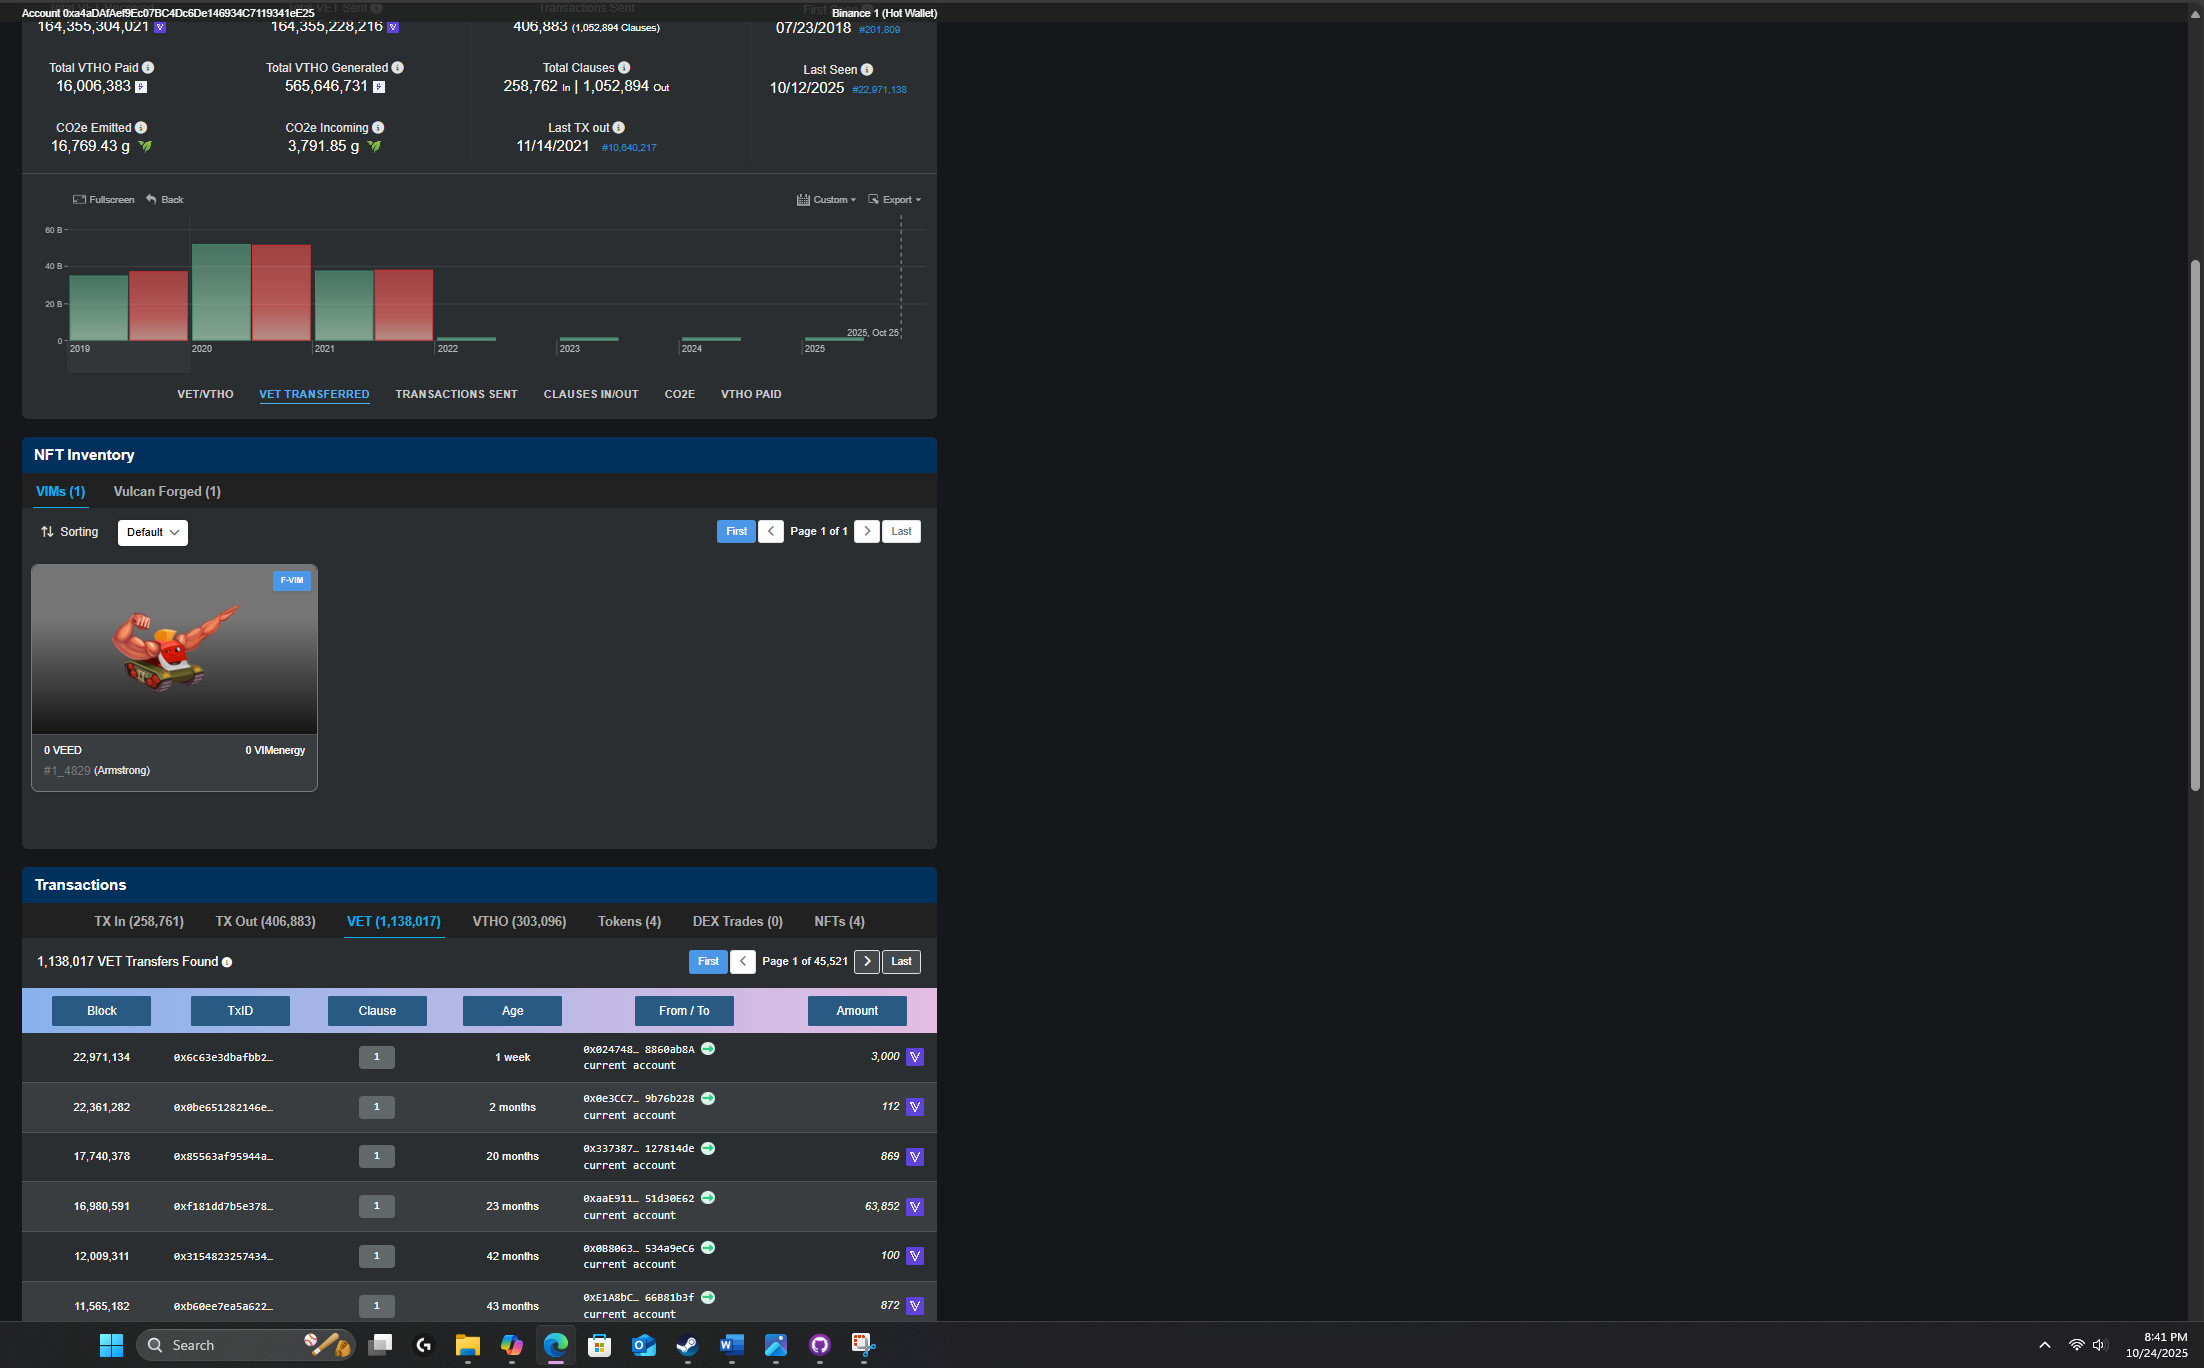 Account 0xa4aDAfAef9Ec07BC4Dc6De146934C7119341eE25 Binance 1 (Hot Wallet)
164,355,304,021 164,355,228,216 406,883 (1,052,894 Clauses) 07/23/2018 #201,809
Total VTHO Paid Total VTHO Generated Total Clauses Last Seen
16,006,383 565,646,731 258,762 In | 1,052,894 Out 10/12/2025 #22,971,138
CO2e Emitted CO2e Incoming Last TX out
16,769.43 g 3,791.85 g 11/14/2021 #10,640,217
Fullscreen Back Custom Export
60 B
40 B
20 B
0
2025, Oct 25
2019 2020 2021 2022 2023 2024 2025
VET/VTHO VET TRANSFERRED TRANSACTIONS SENT CLAUSES IN/OUT CO2E VTHO PAID
NFT Inventory
VIMs (1) Vulcan Forged (1)
Sorting Default First Page 1 of 1 Last
F-VIM
0 VEED 0 VIMenergy
#1_4829 (Armstrong)
Transactions
TX In (258,761) TX Out (406,883) VET (1,138,017) VTHO (303,096) Tokens (4) DEX Trades (0) NFTs (4)
1,138,017 VET Transfers Found First Page 1 of 45,521 Last
Block TxID Clause Age From / To Amount
22,971,134 0x6c63e3dbafbb2… 1 1 week 0x024748… 8860ab8A 3,000
current account
22,361,282 0x0be651282146e… 1 2 months 0x0e3CC7… 9b76b228 112
current account
17,740,378 0x85563af95944a… 1 20 months 0x337387… 127814de 869
current account
16,980,591 0xf181dd7b5e378… 1 23 months 0xaaE911… 51d30E62 63,852
current account
12,009,311 0x3154823257434… 1 42 months 0x0B8063… 534a9eC6 100
current account
11,565,182 0xb60ee7ea5a622… 1 43 months 0xE1A8bC… 66B81b3f 872
current account
Search
8:41 PM
10/24/2025